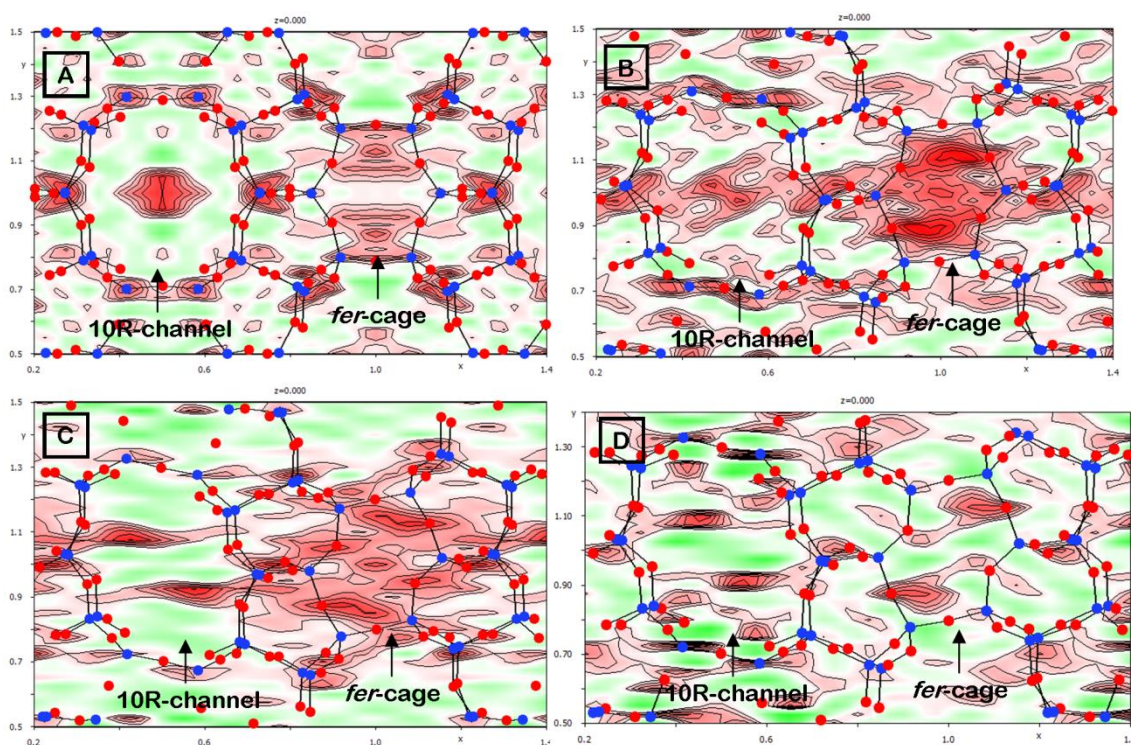 z=0.000
1.5
A
y
1.3
1.1
0.9
0.7
10R-channel
fer-cage
0.5
0.2 0.6 1.0 x 1.4
z=0.000
1.5
B
y
1.3
1.1
0.9
0.7
10R-channel
fer-cage
0.5
0.2 0.6 1.0 x 1.4
z=0.000
1.5
C
y
1.3
1.1
0.9
0.7
10R-channel
fer-cage
0.5
0.2 0.6 1.0 x 1.4
z=0.000
y
D
1.30
1.10
0.90
0.70
10R-channel
fer-cage
0.50
0.2 0.6 1.0 x